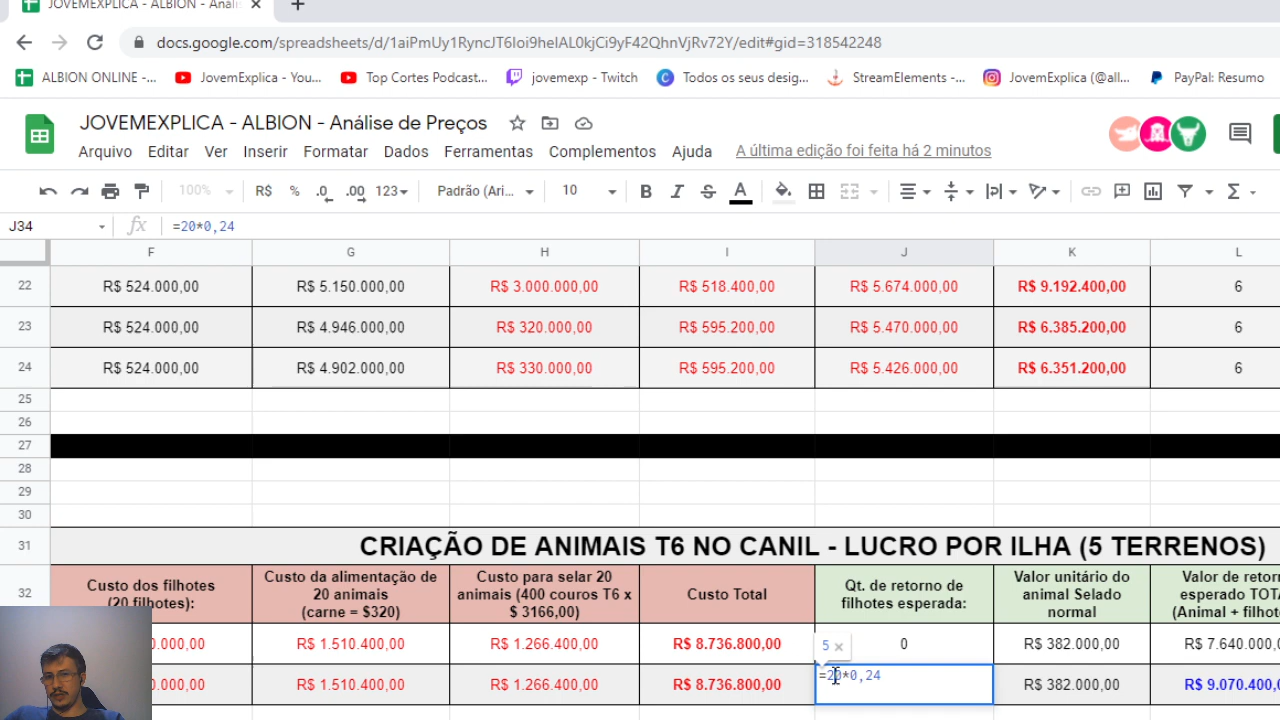 JOVEMEXPLICA - ALBION - Anális
docs.google.com/spreadsheets/d/1aiPmUy1RyncJT6Ioi9heIAL0kjCi9yF42QhnVjRv72Y/edit#gid=318542248
ALBION ONLINE -... JovemExplica - You... Top Cortes Podcast... jovemexp - Twitch Todos os seus desig... StreamElements -... JovemExplica (@all... PayPal: Resumo
JOVEMEXPLICA - ALBION - Análise de Preços
Arquivo Editar Ver Inserir Formatar Dados Ferramentas Complementos Ajuda A última edição foi feita há 2 minutos
100% R$ % .0 .00 123 Padrão (Ari... 10 B I S A Σ
J34 fx =20*0,24
F G H I J K L
22 R$ 524.000,00 R$ 5.150.000,00 R$ 3.000.000,00 R$ 518.400,00 R$ 5.674.000,00 R$ 9.192.400,00 6
23 R$ 524.000,00 R$ 4.946.000,00 R$ 320.000,00 R$ 595.200,00 R$ 5.470.000,00 R$ 6.385.200,00 6
24 R$ 524.000,00 R$ 4.902.000,00 R$ 330.000,00 R$ 595.200,00 R$ 5.426.000,00 R$ 6.351.200,00 6
25
26
27
28
29
30
31 CRIAÇÃO DE ANIMAIS T6 NO CANIL - LUCRO POR ILHA (5 TERRENOS)
32 Custo dos filhotes
(20 filhotes):
Custo da alimentação de
20 animais
(carne = $320)
Custo para selar 20
animais (400 couros T6 x
$ 3166,00)
Custo Total
Qt. de retorno de
filhotes esperada:
Valor unitário do
animal Selado
normal
Valor de retor
esperado TOTA
(Animal + filhot
0.000,00 R$ 1.510.400,00 R$ 1.266.400,00 R$ 8.736.800,00 5 × 0 R$ 382.000,00 R$ 7.640.000,0
0.000,00 R$ 1.510.400,00 R$ 1.266.400,00 R$ 8.736.800,00 =20*0,24 R$ 382.000,00 R$ 9.070.400,0